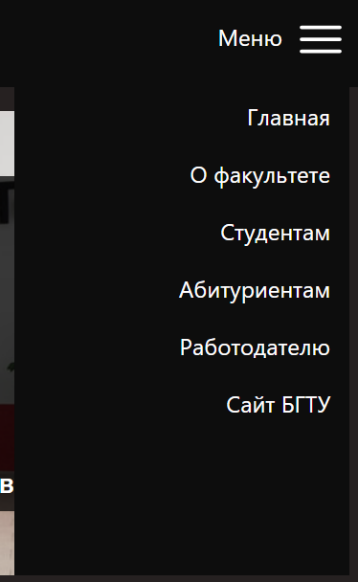 Меню
Главная
О факультете
Студентам
Абитуриентам
Работодателю
Сайт БГТУ
в